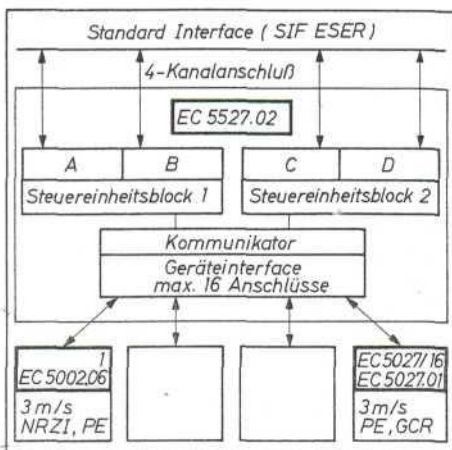 Standard Interface (SIF ESER)
4-Kanalanschluß
EC 5527.02
A B C D
Steuereinheitsblock 1 Steuereinheitsblock 2
Kommunikator
Geräteinterface
max. 16 Anschlüsse
1
EC 5002.06
3 m/s
NRZI, PE
EC 5027/16
EC 5027.01
3 m/s
PE, GCR